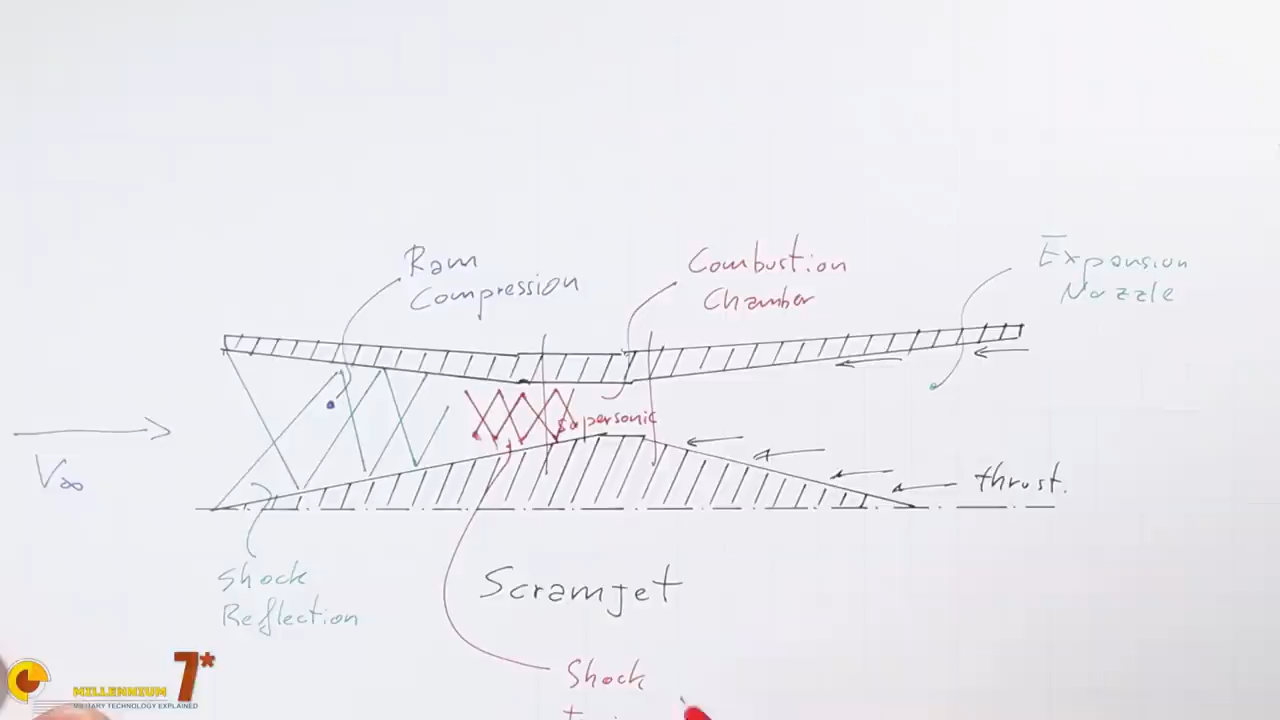 Ram
Compression
Combustion
Chamber
Expansion
Nozzle
supersonic
V∞
thrust.
Shock
Reflection
Scramjet
Shock
MILLENNIUM 7*
MILITARY TECHNOLOGY EXPLAINED